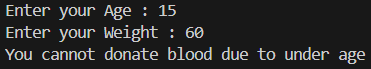 Enter your Age : 15
Enter your Weight : 60
You cannot donate blood due to under age